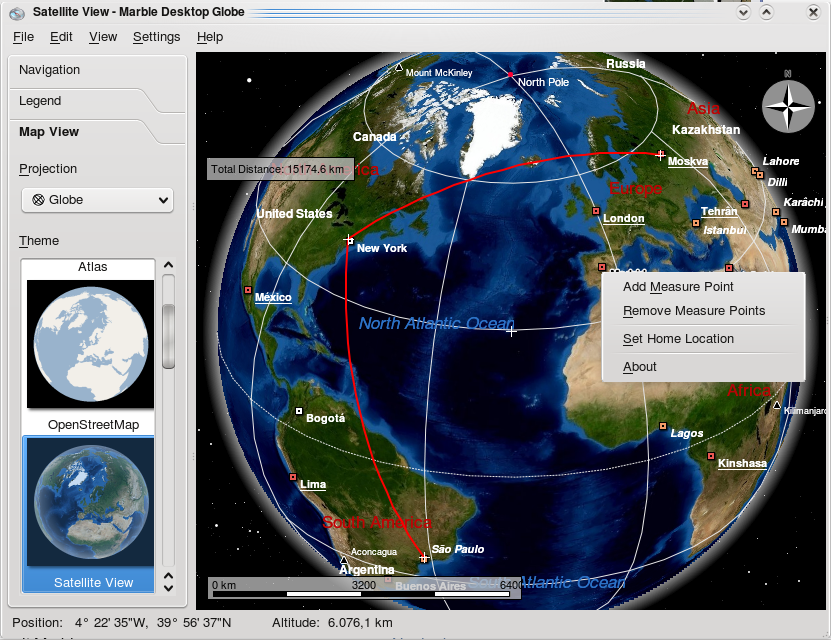 Satellite View - Marble Desktop Globe
File Edit View Settings Help
Navigation
Legend
Map View
Projection
Globe
Theme
Atlas
OpenStreetMap
Satellite View
N
Russia
Mount McKinley
North Pole
Asia
Kazakhstan
Canada
Total Distance: 15174.6 km
Moskva
Lahore
Dilli
Europe
Karāchi
United States
London
Tehrān
Istanbul
Mumba
New York
México
North Atlantic Ocean
Add Measure Point
Remove Measure Points
Set Home Location
About
Africa
Kilimanjaro
Bogotá
Lagos
Kinshasa
Lima
South America
São Paulo
Aconcagua
Argentina
0 km 3200 6400
Buenos Aires
South Atlantic Ocean
Position: 4° 22' 35"W, 39° 56' 37"N Altitude: 6.076,1 km